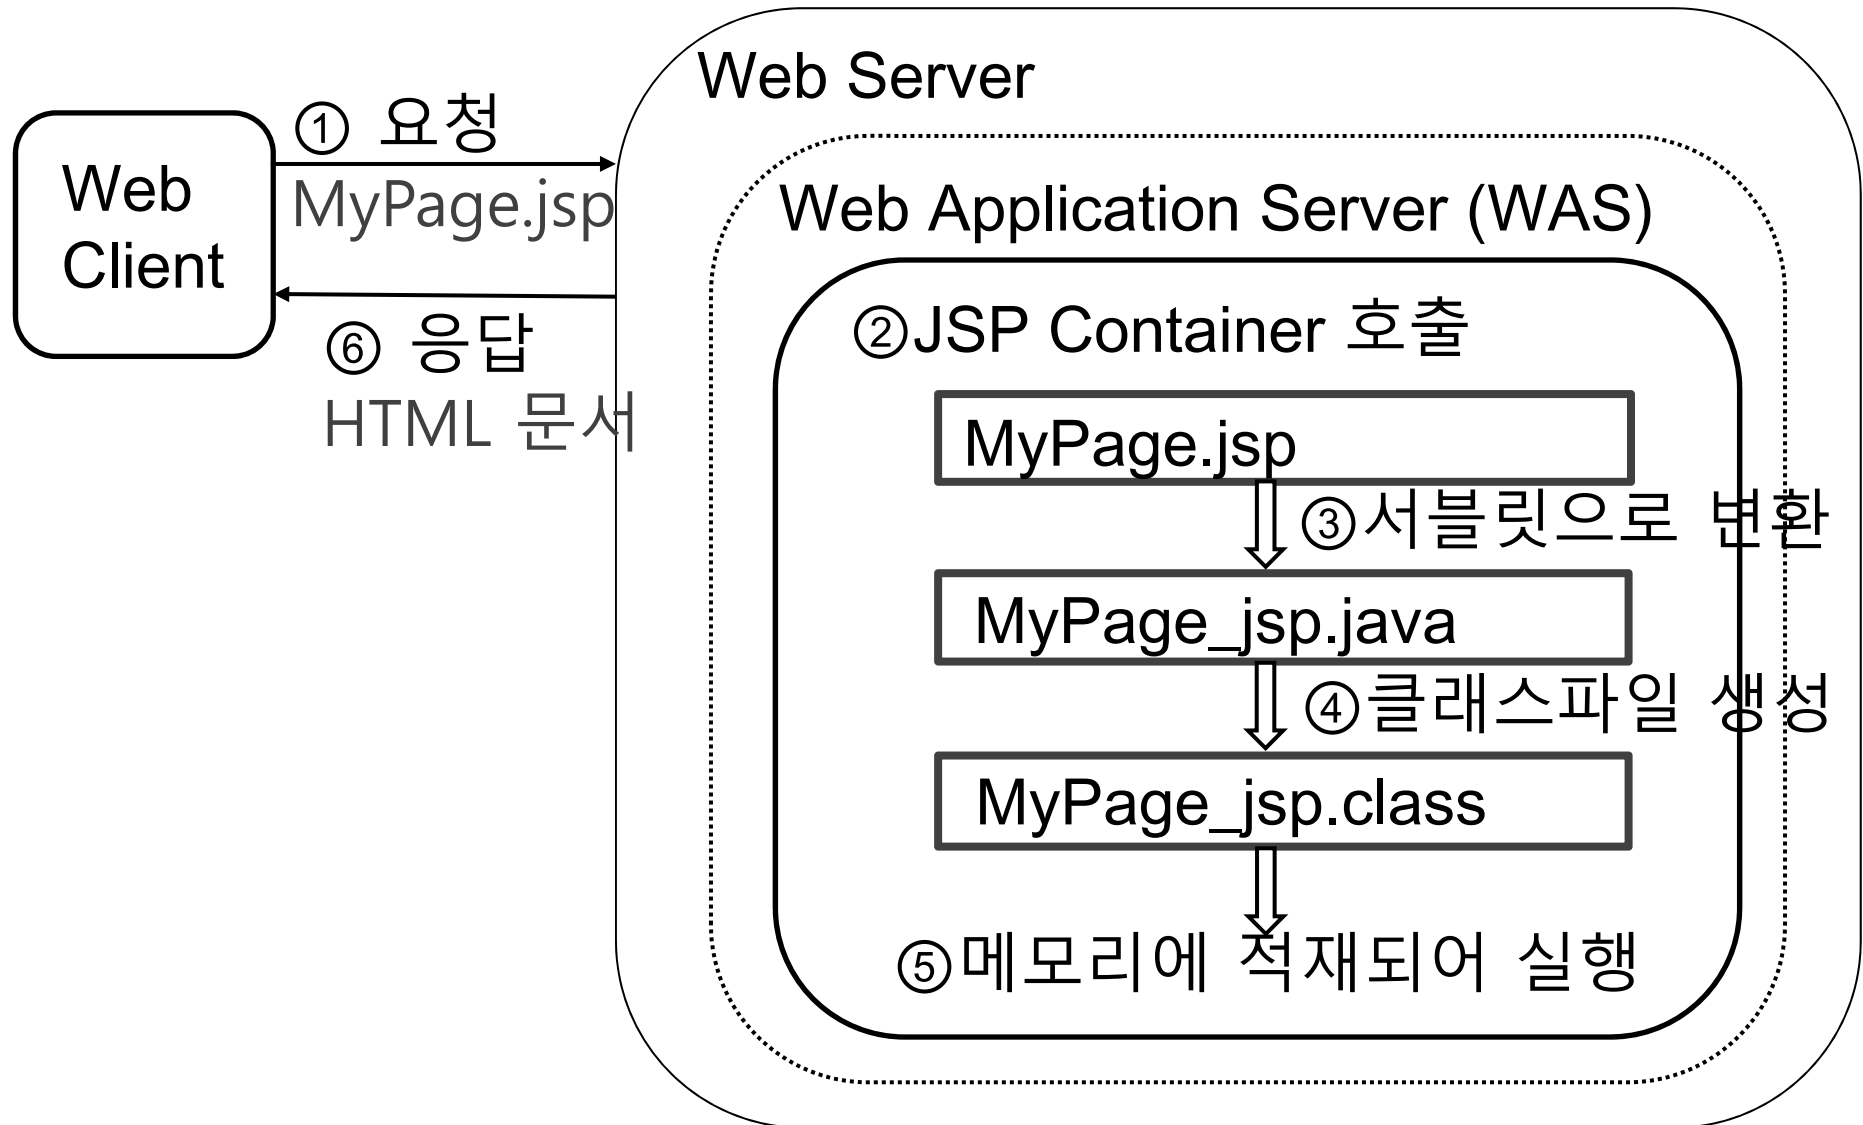 Web Server
① 요청
MyPage.jsp
Web
Client
⑥ 응답
HTML 문서
Web Application Server (WAS)
②JSP Container 호출
MyPage.jsp
③서블릿으로 변환
MyPage_jsp.java
④클래스파일 생성
MyPage_jsp.class
⑤메모리에 적재되어 실행